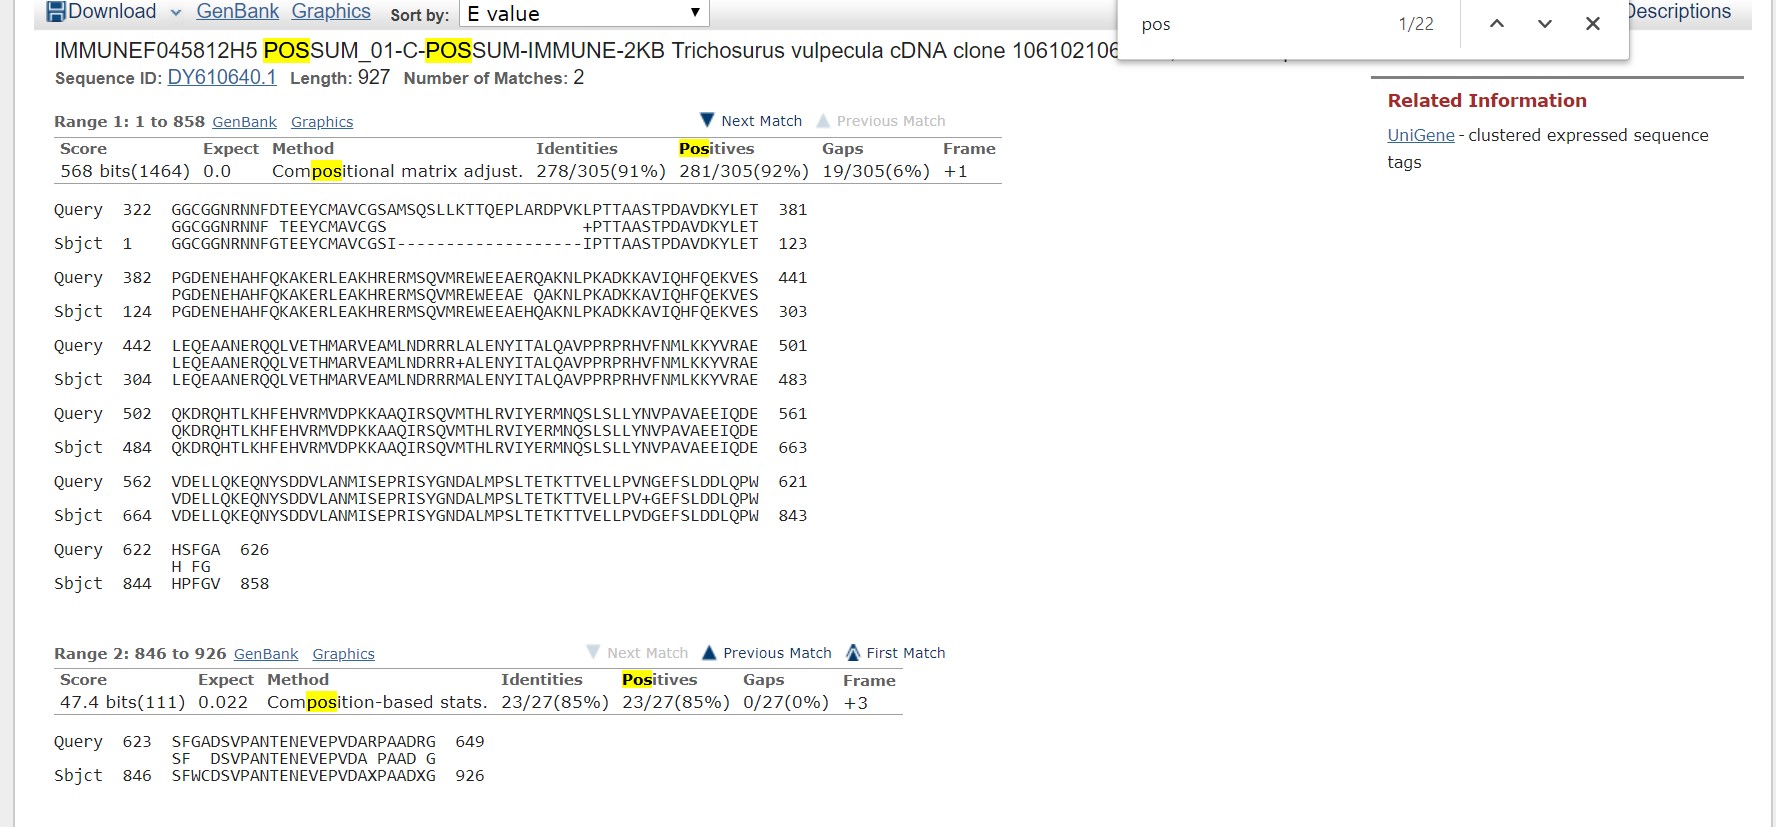 Download GenBank Graphics Sort by: E value
pos 1/22
Descriptions
IMMUNEF045812H5 POSSUM_01-C-POSSUM-IMMUNE-2KB Trichosurus vulpecula cDNA clone 106102106
Sequence ID: DY610640.1 Length: 927 Number of Matches: 2
Related Information
UniGene - clustered expressed sequence
tags
Range 1: 1 to 858 GenBank Graphics Next Match Previous Match
Score Expect Method Identities Positives Gaps Frame
568 bits(1464) 0.0 Compositional matrix adjust. 278/305(91%) 281/305(92%) 19/305(6%) +1
Query 322 GGCGGNRNNFDTEEYCMAVCGSAMSQSLLKTTQEPLARDPVKLPTTAASTPDAVDKYLET 381
GGCGGNRNNF TEEYCMAVCGS +PTTAASTPDAVDKYLET
Sbjct 1 GGCGGNRNNFGTEEYCMAVCGSI-------------------IPTTAASTPDAVDKYLET 123
Query 382 PGDENEHAHFQKAKERLEAKHRERMSQVMREWEEAERQAKNLPKADKKAVIQHFQEKVES 441
PGDENEHAHFQKAKERLEAKHRERMSQVMREWEEAE QAKNLPKADKKAVIQHFQEKVES
Sbjct 124 PGDENEHAHFQKAKERLEAKHRERMSQVMREWEEAEHQAKNLPKADKKAVIQHFQEKVES 303
Query 442 LEQEAANERQQLVETHMARVEAMLNDRRRLALENYITALQAVPPRPRHVFNMLKKYVRAE 501
LEQEAANERQQLVETHMARVEAMLNDRRR+ALENYITALQAVPPRPRHVFNMLKKYVRAE
Sbjct 304 LEQEAANERQQLVETHMARVEAMLNDRRRMALENYITALQAVPPRPRHVFNMLKKYVRAE 483
Query 502 QKDRQHTLKHFEHVRMVDPKKAAQIRSQVMTHLRVIYERMNQSLSLLYNVPAVAEEIQDE 561
QKDRQHTLKHFEHVRMVDPKKAAQIRSQVMTHLRVIYERMNQSLSLLYNVPAVAEEIQDE
Sbjct 484 QKDRQHTLKHFEHVRMVDPKKAAQIRSQVMTHLRVIYERMNQSLSLLYNVPAVAEEIQDE 663
Query 562 VDELLQKEQNYSDDVLANMISEPRISYGNDALMPSLTETKTTVELLPVNGEFSLDDLQPW 621
VDELLQKEQNYSDDVLANMISEPRISYGNDALMPSLTETKTTVELLPV+GEFSLDDLQPW
Sbjct 664 VDELLQKEQNYSDDVLANMISEPRISYGNDALMPSLTETKTTVELLPVDGEFSLDDLQPW 843
Query 622 HSFGA 626
H FG
Sbjct 844 HPFGV 858
Range 2: 846 to 926 GenBank Graphics Next Match Previous Match First Match
Score Expect Method Identities Positives Gaps Frame
47.4 bits(111) 0.022 Composition-based stats. 23/27(85%) 23/27(85%) 0/27(0%) +3
Query 623 SFGADSVPANTENEVEPVDARPAADRG 649
SF DSVPANTENEVEPVDA PAAD G
Sbjct 846 SFWCDSVPANTENEVEPVDAXPAADXG 926